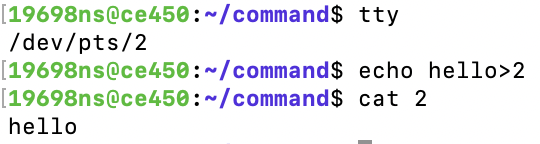 [19698ns@ce450:~/command$ tty
/dev/pts/2
[19698ns@ce450:~/command$ echo hello>2
[19698ns@ce450:~/command$ cat 2
hello